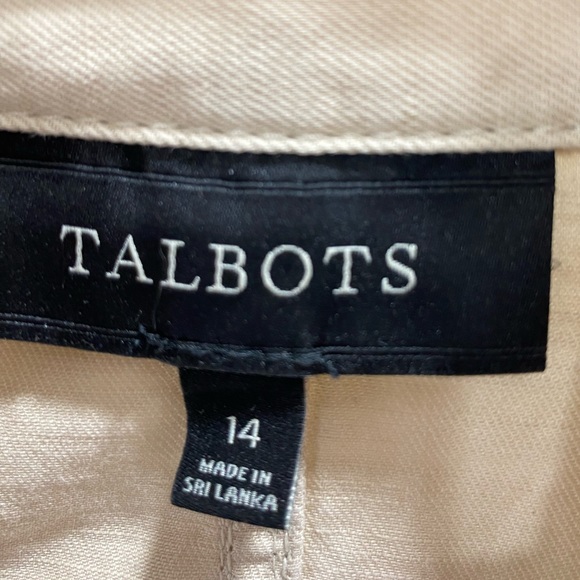 TALBOTS
14
MADE IN
SRI LANKA